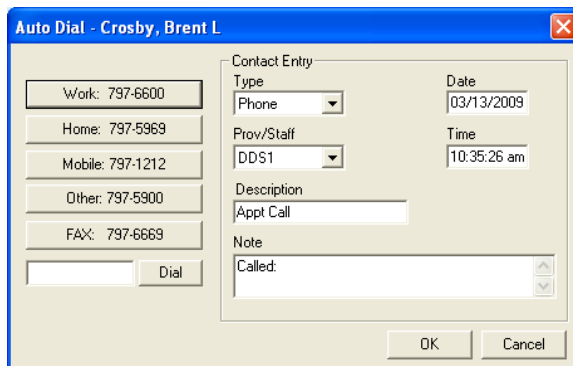 Auto Dial - Crosby, Brent L
Work: 797-6600
Home: 797-5969
Mobile: 797-1212
Other: 797-5900
FAX: 797-6669
Dial
Contact Entry
Type
Date
Phone
03/13/2009
Prov/Staff
Time
DDS1
10:35:26 am
Description
Appt Call
Note
Called:
OK
Cancel